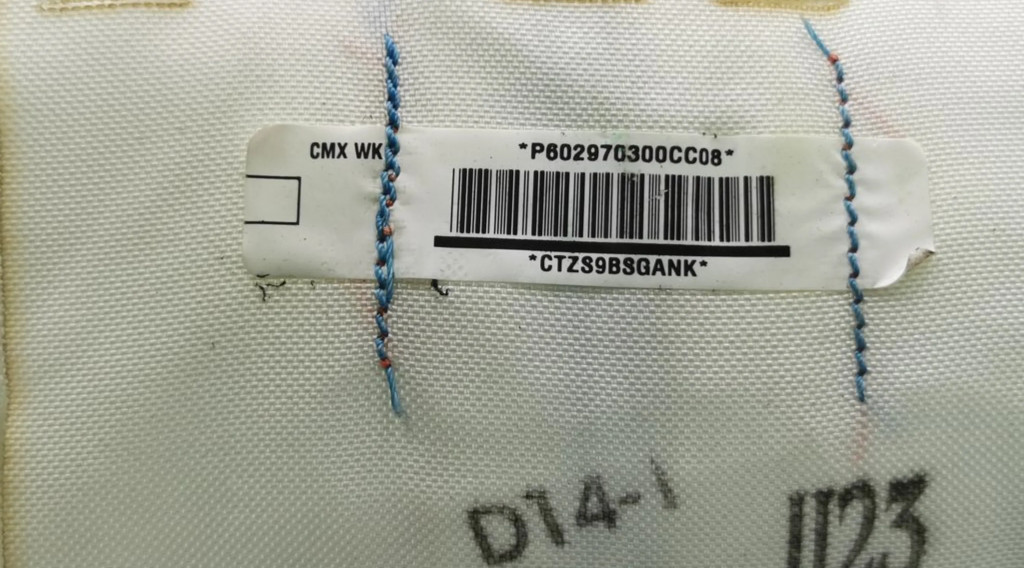 CMX WK
*P602970300CC08*
*CTZS9BSGANK*
D14-1
1123